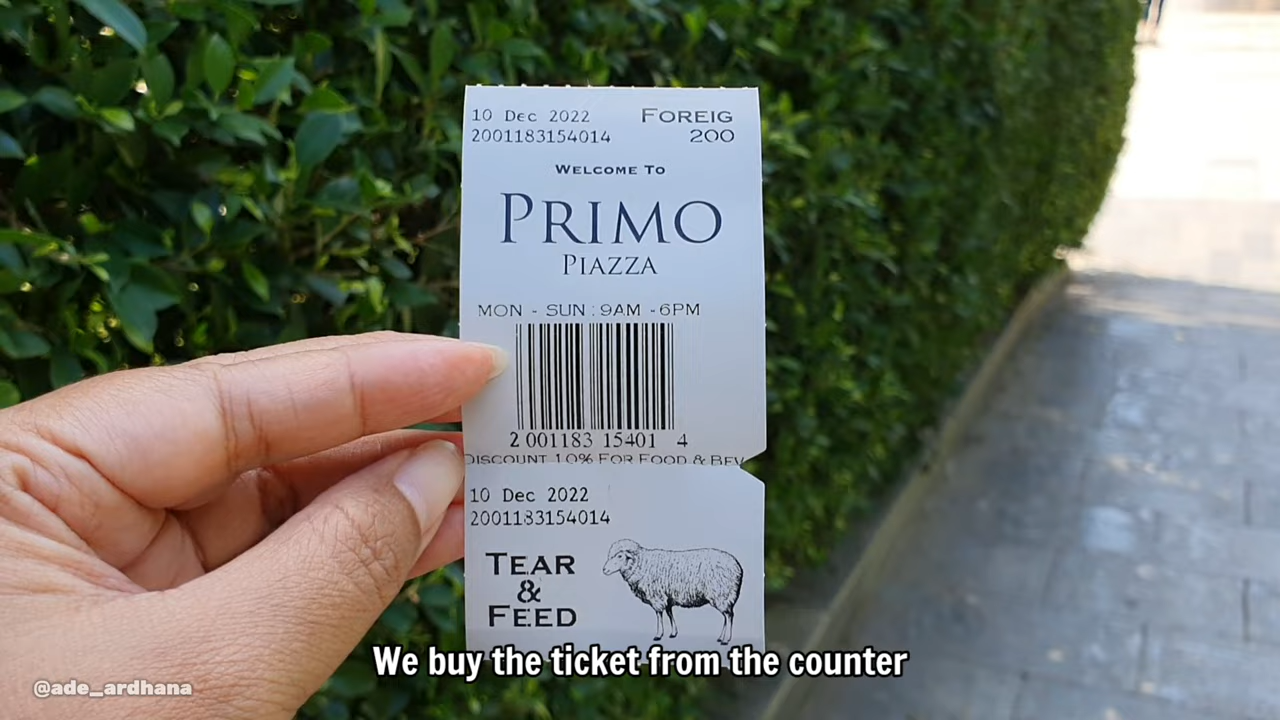 10 Dec 2022 FOREIG
2001183154014 200
WELCOME TO
PRIMO
PIAZZA
MON - SUN : 9AM - 6PM
2 001183 15401 4
DISCOUNT 10% FOR FOOD & BEV
10 Dec 2022
2001183154014
TEAR
&
FEED
We buy the ticket from the counter
@ade_ardhana